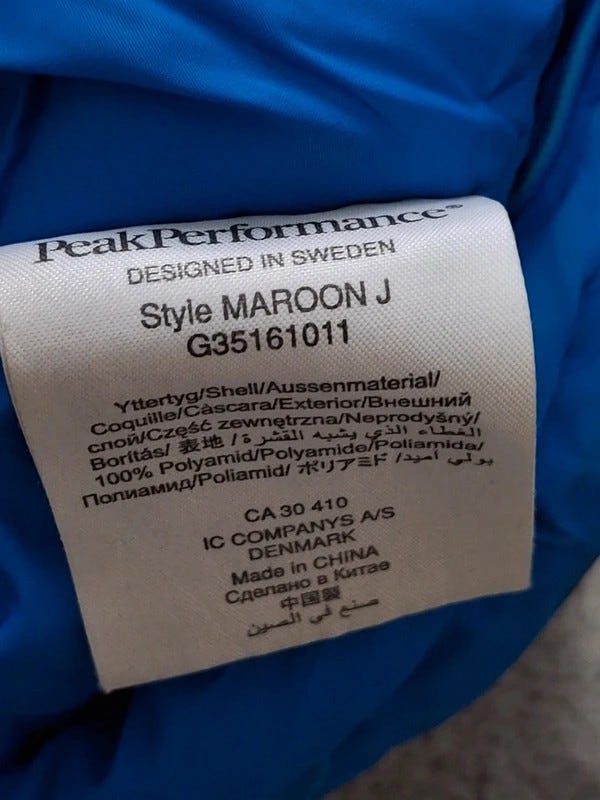 PeakPerformance®
DESIGNED IN SWEDEN
Style MAROON J
G35161011
Yttertyg/Shell/Aussenmaterial/
Coquille/Càscara/Exterior/Внешний
слой/Część zewnętrzna/Neprodyšný/
Borítás/ 表地 / الغطاء الذي يشبه القشرة/
100% Polyamid/Polyamide/Poliamida/
Полиамид/Poliamid/ ポリアミド /بولي أميد/
CA 30 410
IC COMPANYS A/S
DENMARK
Made in CHINA
Сделано в Китае
中国製
صنع في الصين